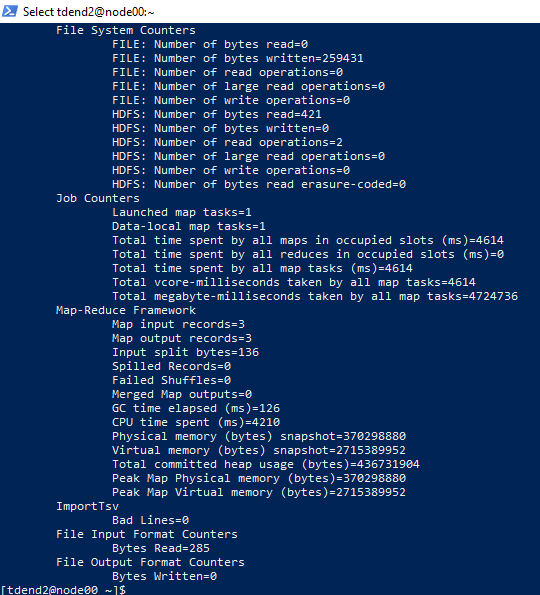 Select tdend2@node00:~
File System Counters
FILE: Number of bytes read=0
FILE: Number of bytes written=259431
FILE: Number of read operations=0
FILE: Number of large read operations=0
FILE: Number of write operations=0
HDFS: Number of bytes read=421
HDFS: Number of bytes written=0
HDFS: Number of read operations=2
HDFS: Number of large read operations=0
HDFS: Number of write operations=0
HDFS: Number of bytes read erasure-coded=0
Job Counters
Launched map tasks=1
Data-local map tasks=1
Total time spent by all maps in occupied slots (ms)=4614
Total time spent by all reduces in occupied slots (ms)=0
Total time spent by all map tasks (ms)=4614
Total vcore-milliseconds taken by all map tasks=4614
Total megabyte-milliseconds taken by all map tasks=4724736
Map-Reduce Framework
Map input records=3
Map output records=3
Input split bytes=136
Spilled Records=0
Failed Shuffles=0
Merged Map outputs=0
GC time elapsed (ms)=126
CPU time spent (ms)=4210
Physical memory (bytes) snapshot=370298880
Virtual memory (bytes) snapshot=2715389952
Total committed heap usage (bytes)=436731904
Peak Map Physical memory (bytes)=370298880
Peak Map Virtual memory (bytes)=2715389952
ImportTsv
Bad Lines=0
File Input Format Counters
Bytes Read=285
File Output Format Counters
Bytes Written=0
[tdend2@node00 ~]$